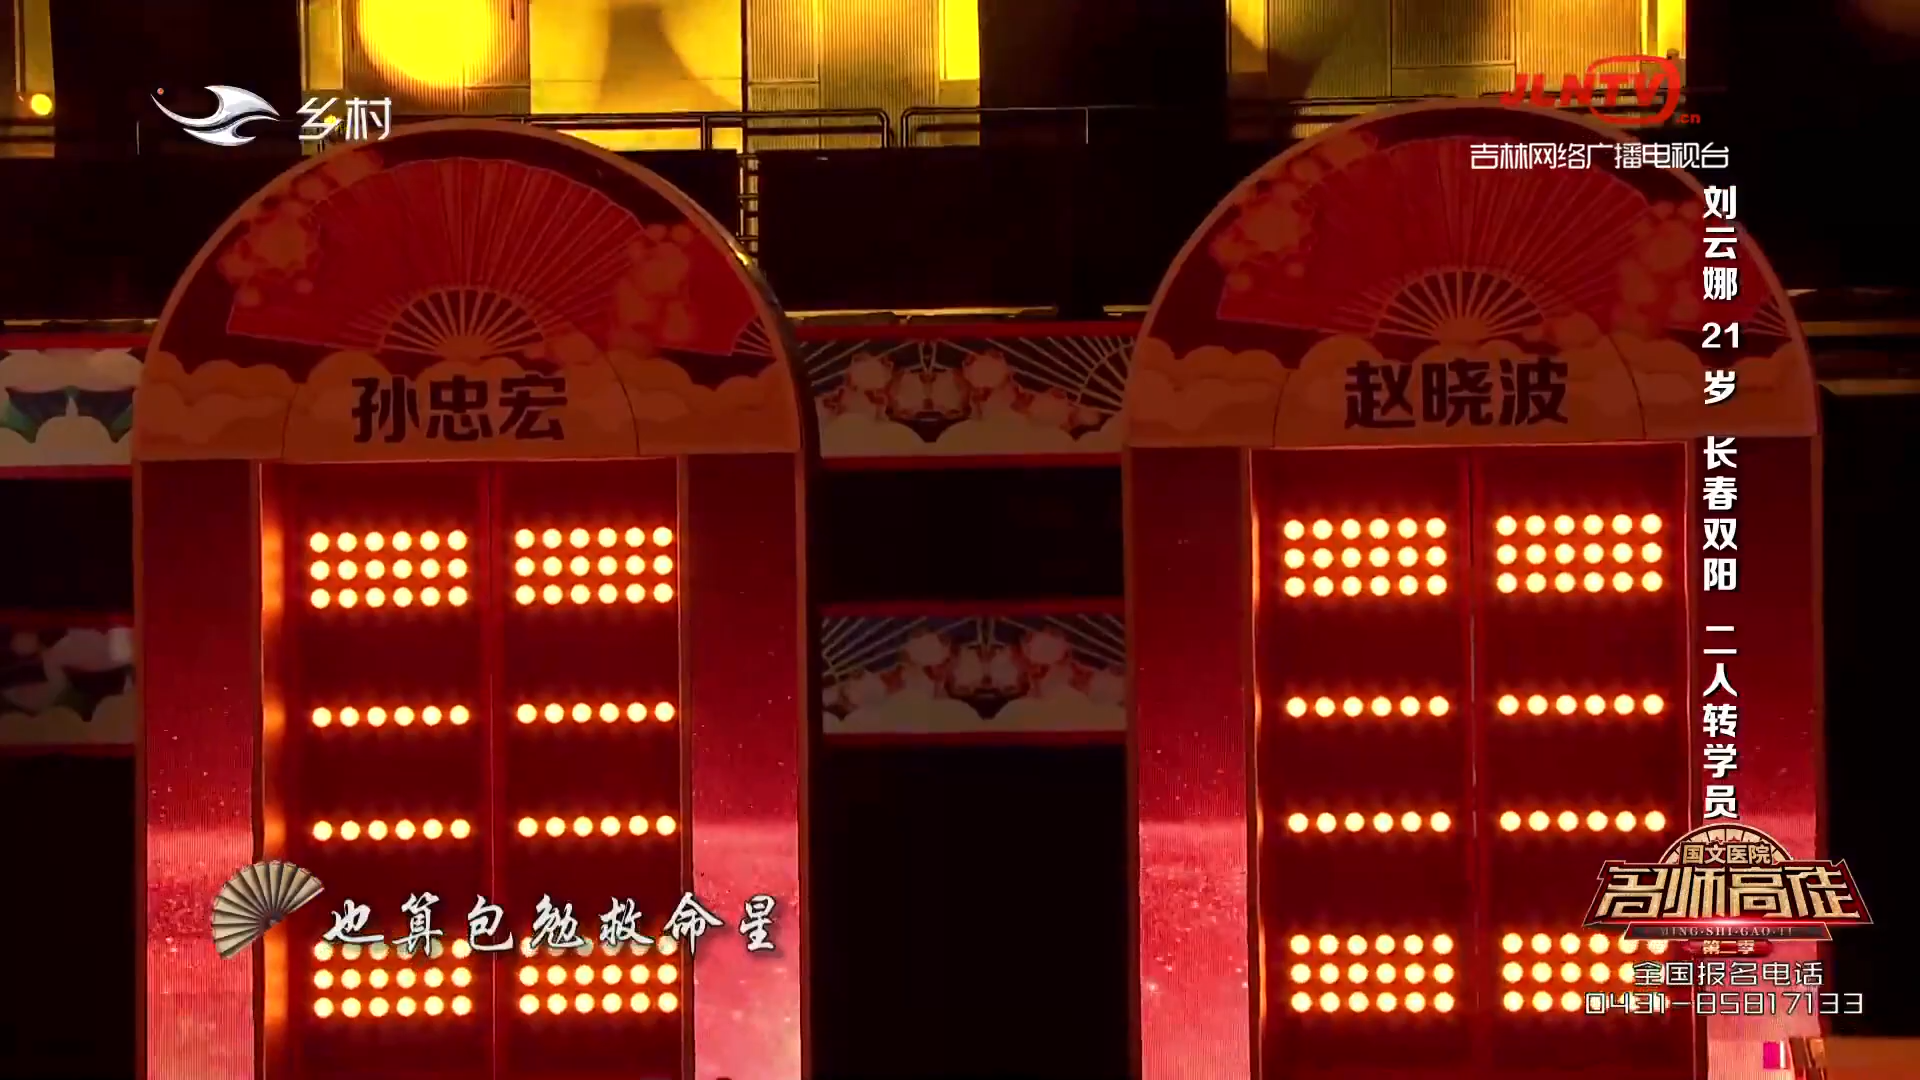 乡村
JLNTV.cn
吉林网络广播电视台
刘云娜 21 岁 长春双阳 二人转学员
孙忠宏
赵晓波
也算包勉救命星
国文医院
名师高徒
MING·SHI·GAO·TU
第二季
全国报名电话
0431-85817133